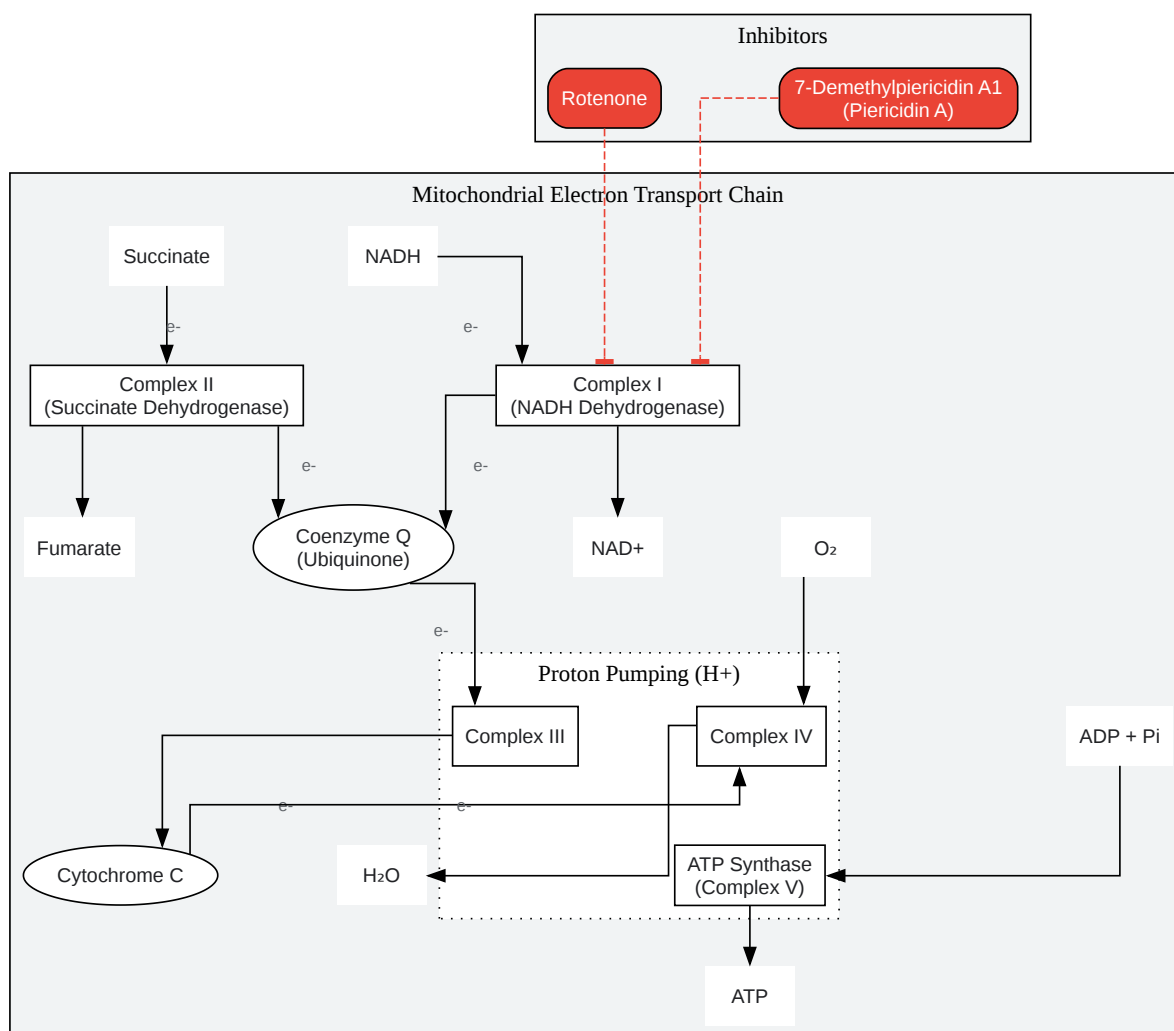 Inhibitors
Rotenone
7-Demethylpiericidin A1
(Piericidin A)
Mitochondrial Electron Transport Chain
Succinate
NADH
e-
e-
Complex II
(Succinate Dehydrogenase)
Complex I
(NADH Dehydrogenase)
e-
e-
Fumarate
Coenzyme Q
(Ubiquinone)
NAD+
O₂
e-
Proton Pumping (H+)
Complex III
Complex IV
ADP + Pi
e-
e-
Cytochrome C
H₂O
ATP Synthase
(Complex V)
ATP